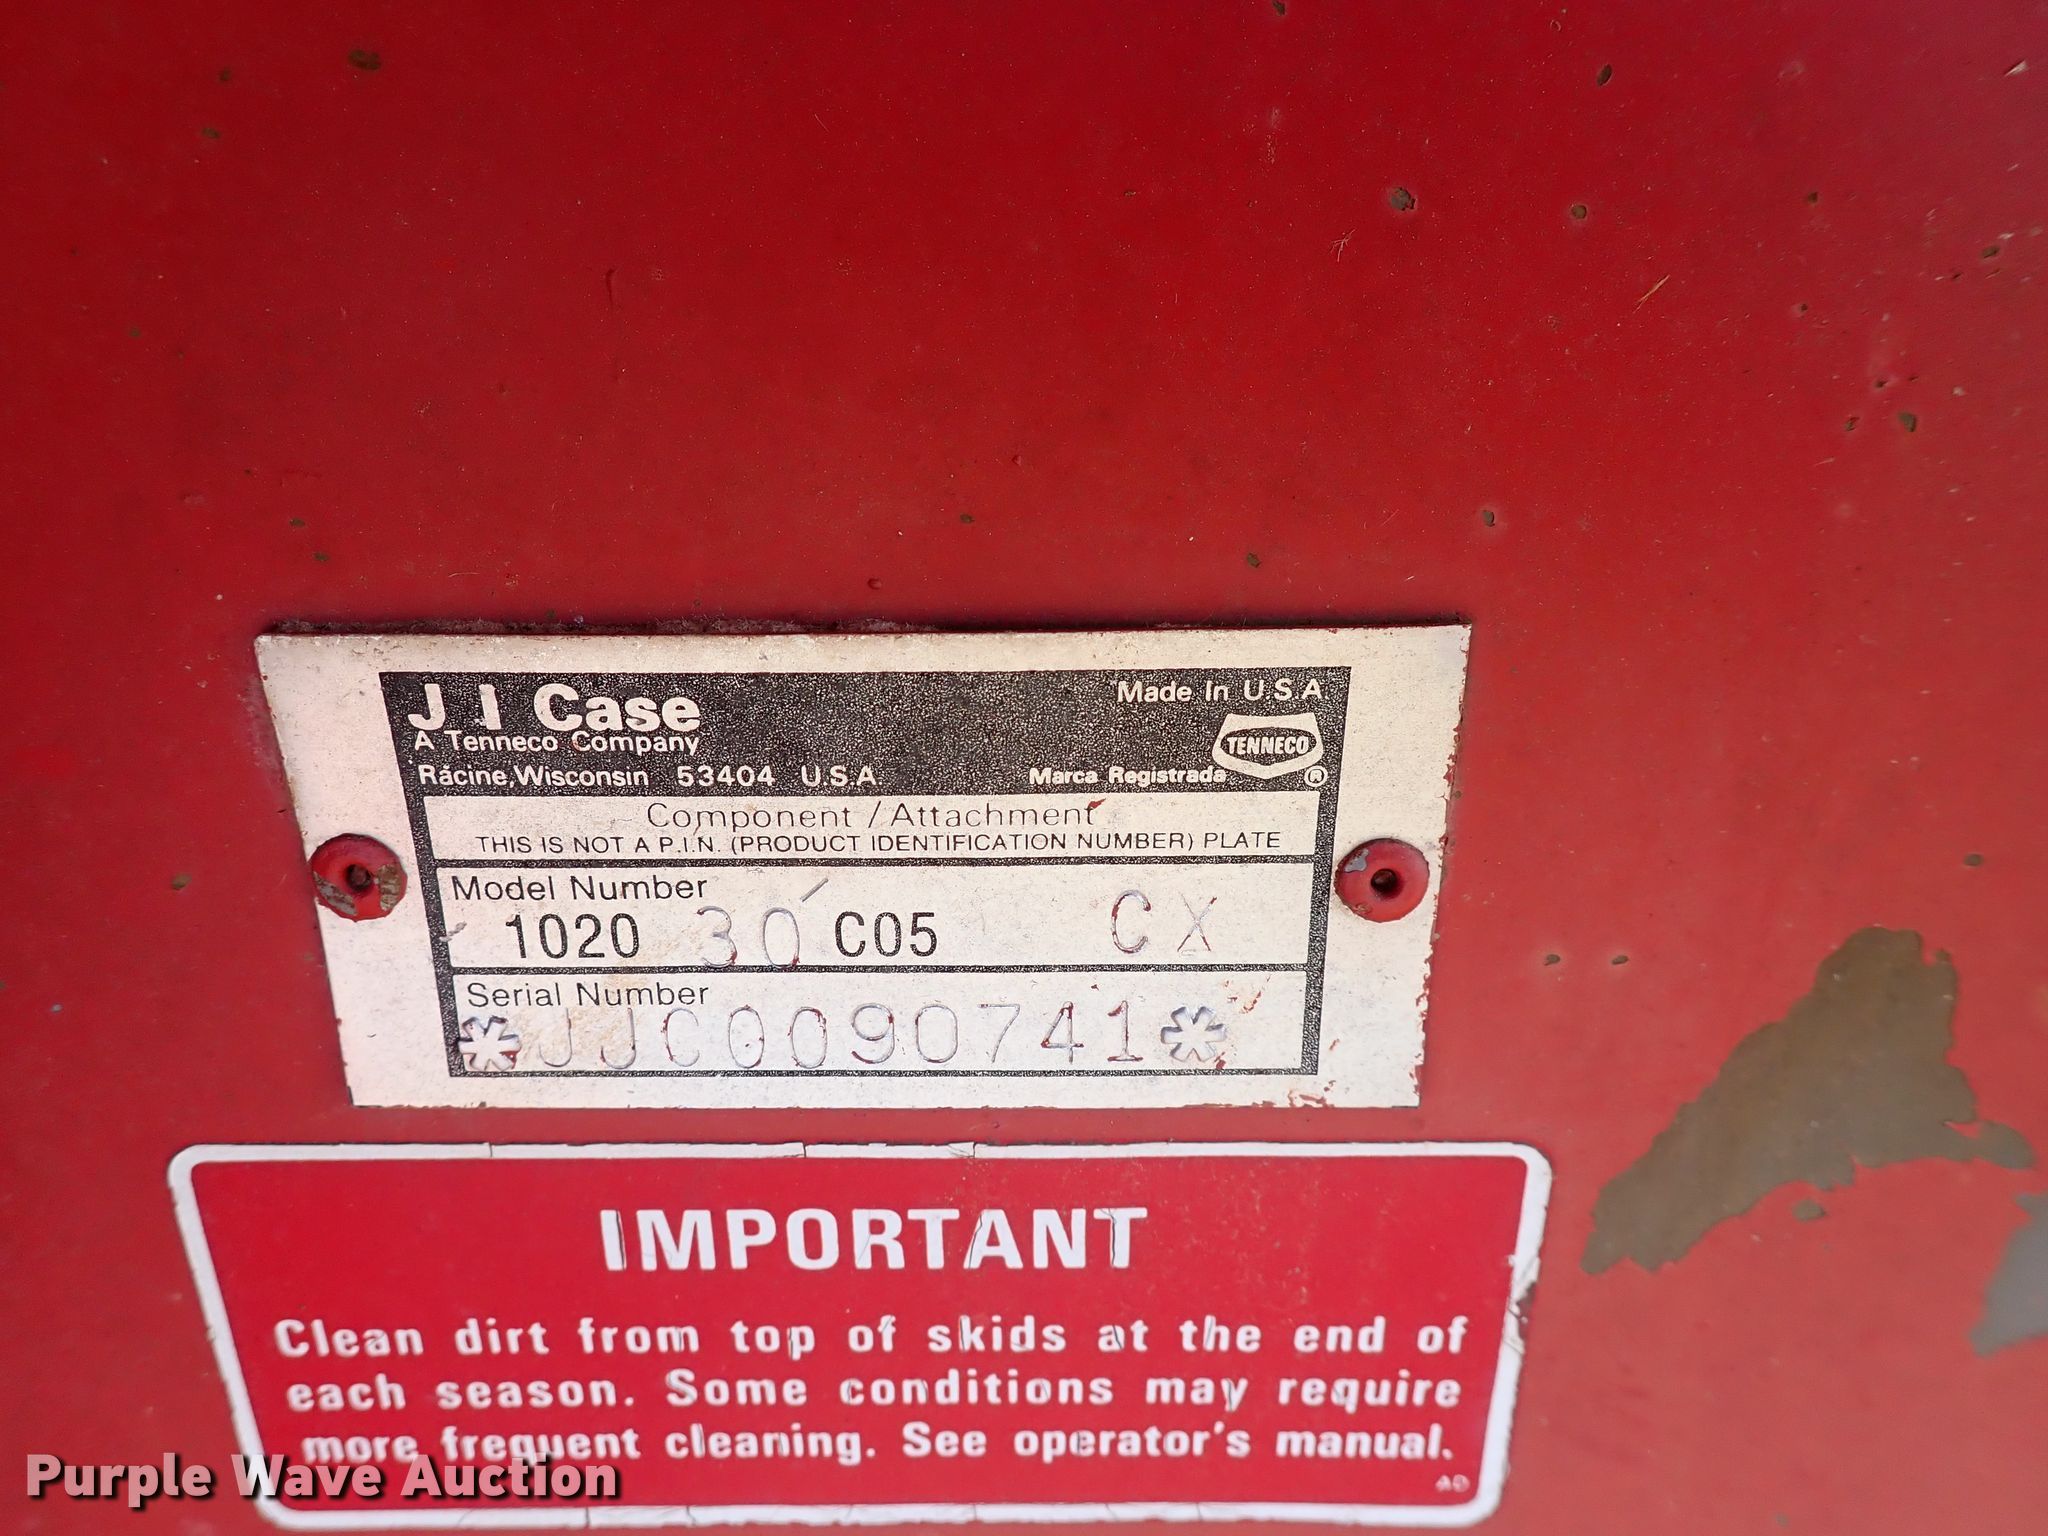 J I Case
Made In U.S.A
A Tenneco Company
TENNECO
Racine, Wisconsin 53404 U.S.A.
Marca Registrada ®
Component / Attachment
THIS IS NOT A P.I.N. (PRODUCT IDENTIFICATION NUMBER) PLATE
Model Number
1020 30 C05 CX
Serial Number
*JJC0090741*
IMPORTANT
Clean dirt from top of skids at the end of
each season. Some conditions may require
more frequent cleaning. See operator's manual.
AD
Purple Wave Auction